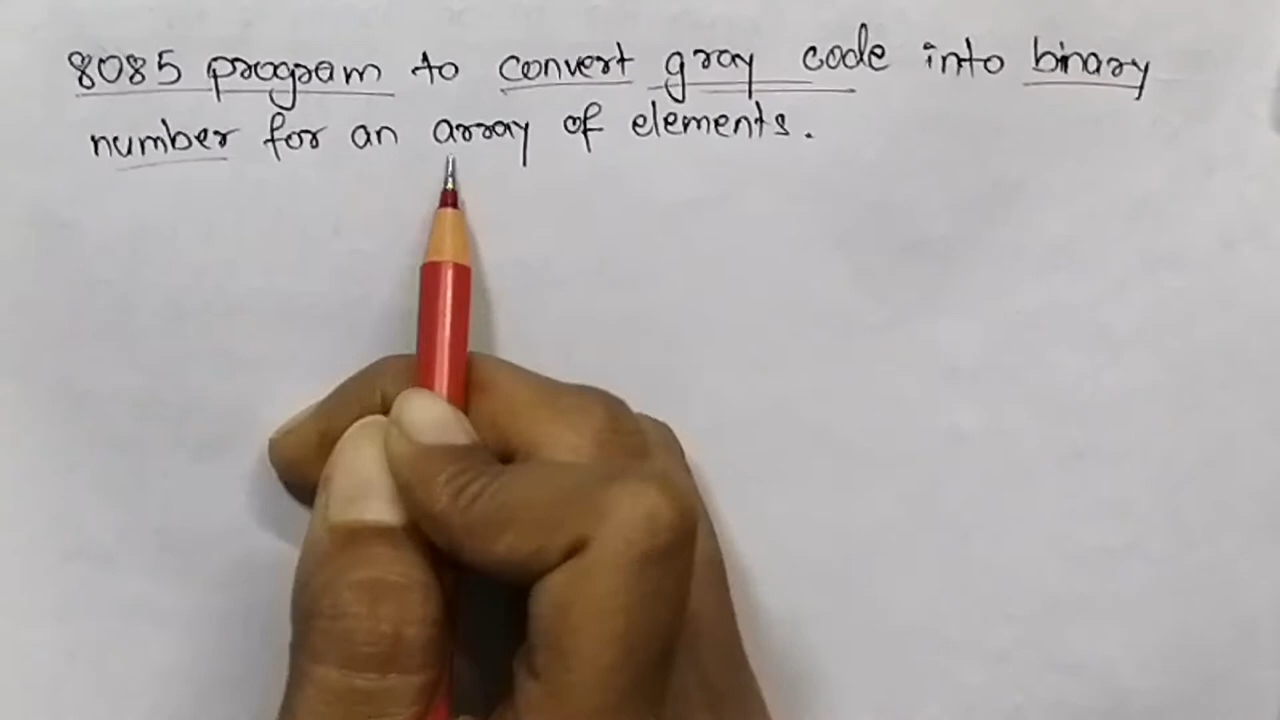 8085 program to convert gray code into binary
number for an array of elements.